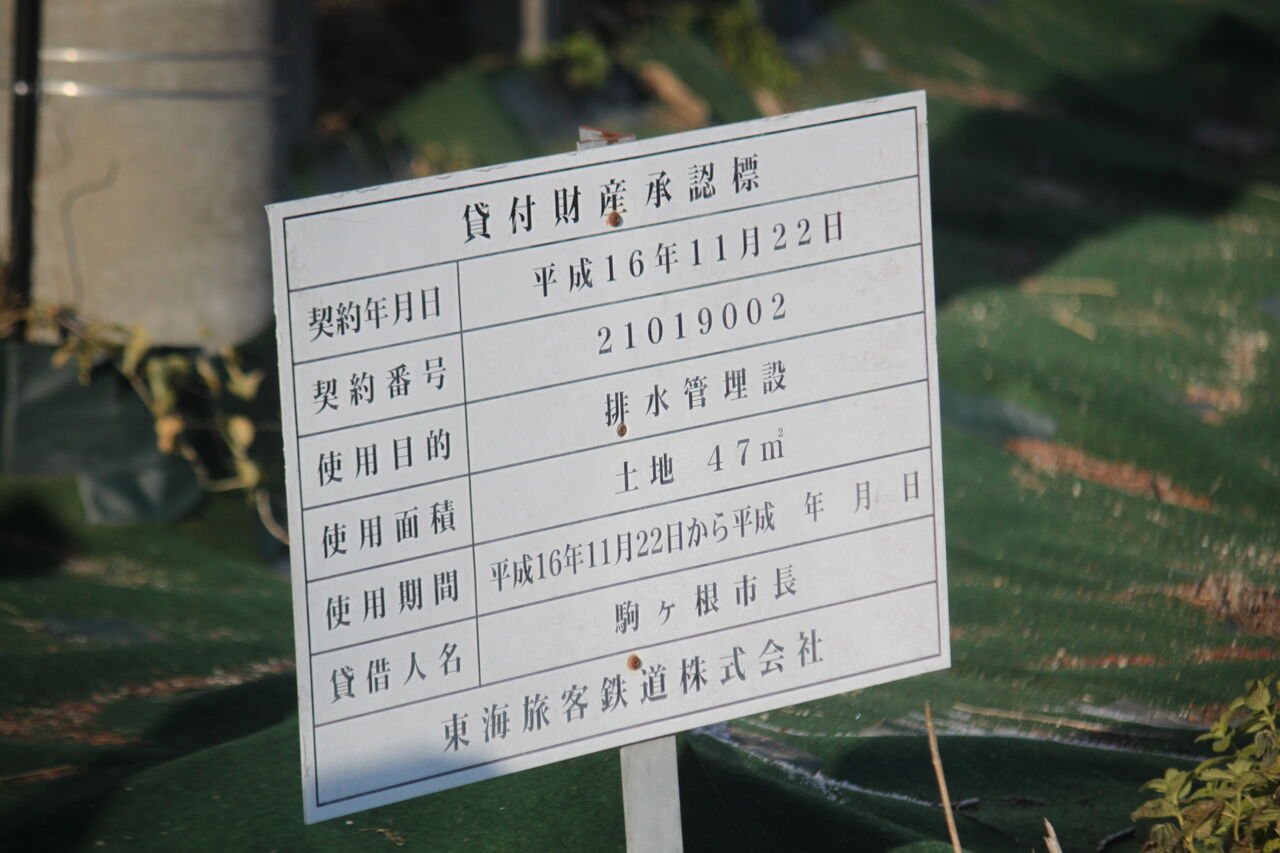 貸付財産承認標
契約年月日 平成16年11月22日
契約番号 21019002
使用目的 排水管埋設
使用面積 土地 47㎡
使用期間 平成16年11月22日から平成 年 月 日
貸借人名 駒ヶ根市長
東海旅客鉄道株式会社